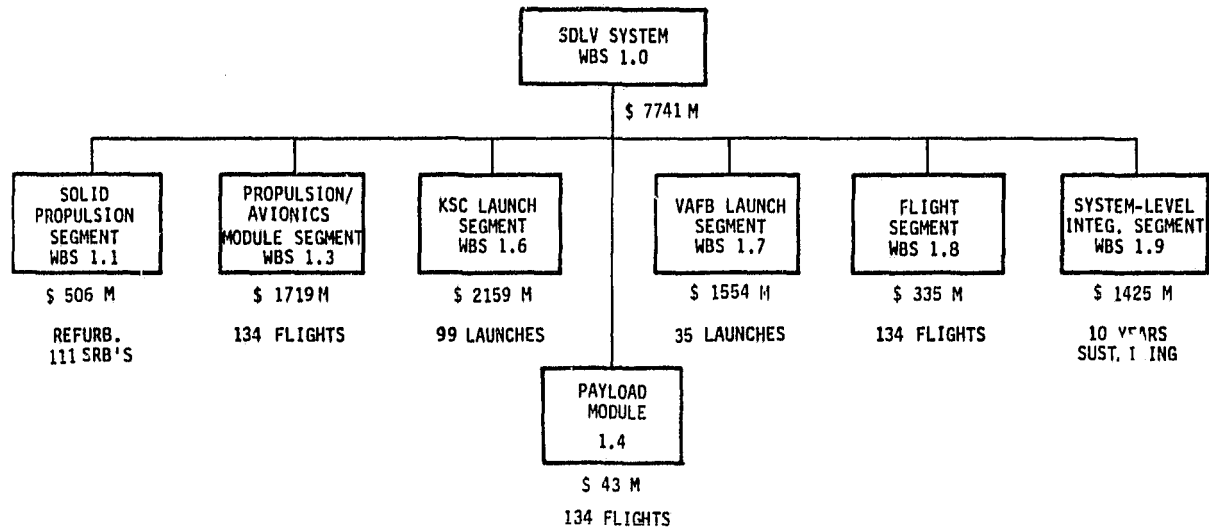 SDLV SYSTEM
WBS 1.0
$ 7741 M
SOLID
PROPULSION
SEGMENT
WBS 1.1
$ 506 M
REFURB.
111 SRB'S
PROPULSION/
AVIONICS
MODULE SEGMENT
WBS 1.3
$ 1719 M
134 FLIGHTS
KSC LAUNCH
SEGMENT
WBS 1.6
$ 2159 M
99 LAUNCHES
VAFB LAUNCH
SEGMENT
WBS 1.7
$ 1554 M
35 LAUNCHES
FLIGHT
SEGMENT
WBS 1.8
$ 335 M
134 FLIGHTS
SYSTEM-LEVEL
INTEG. SEGMENT
WBS 1.9
$ 1425 M
10
SUST.
PAYLOAD
MODULE
1.4
$ 43 M
134 FLIGHTS